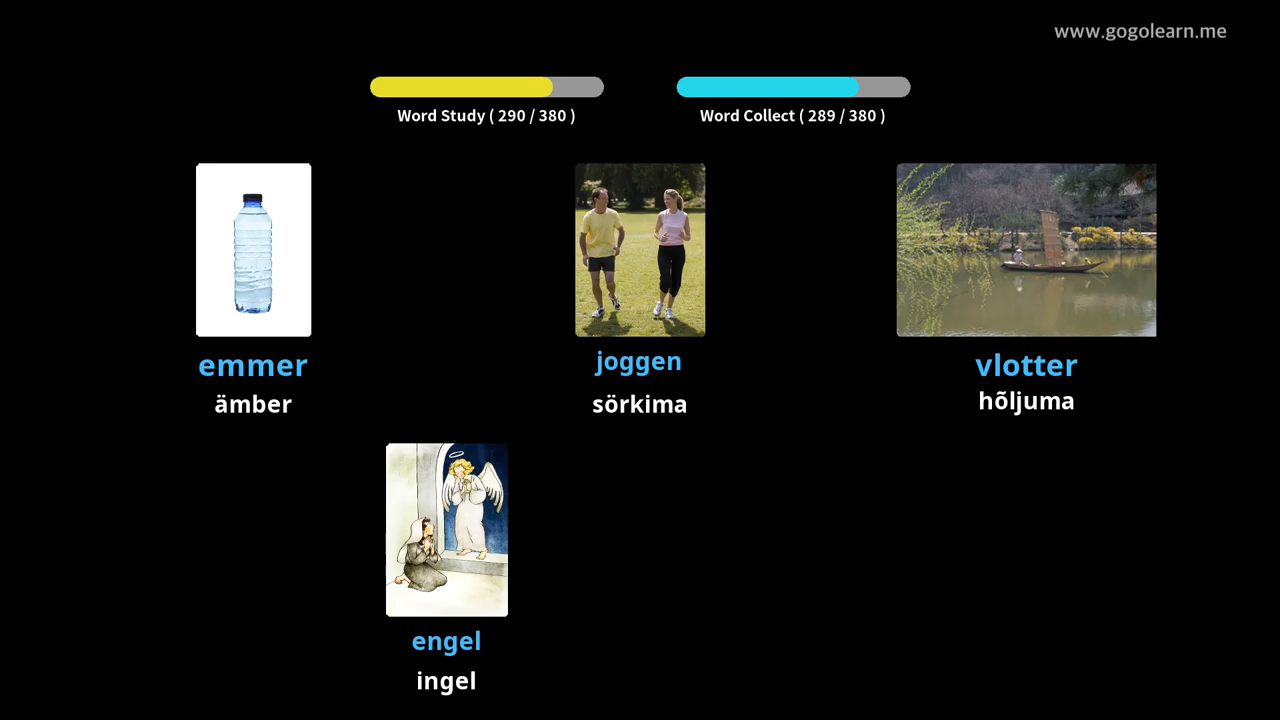 www.gogolearn.me
Word Study ( 290 / 380 )
Word Collect ( 289 / 380 )
emmer
ämber
joggen
sörkima
vlotter
hõljuma
engel
ingel